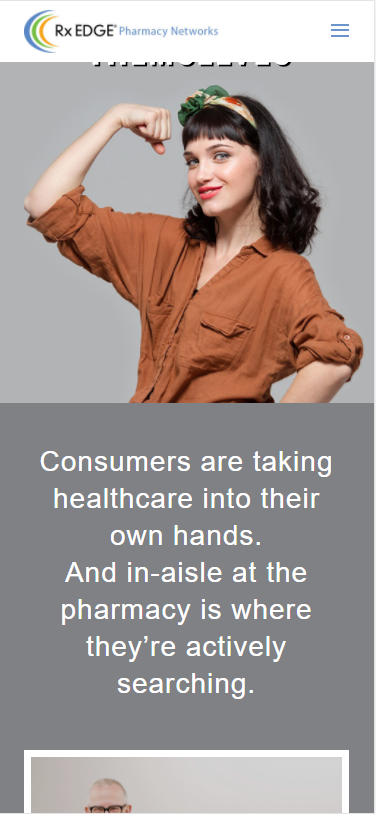 Rx EDGE® Pharmacy Networks
THEMSELVES
Consumers are taking
healthcare into their
own hands.
And in-aisle at the
pharmacy is where
they’re actively
searching.